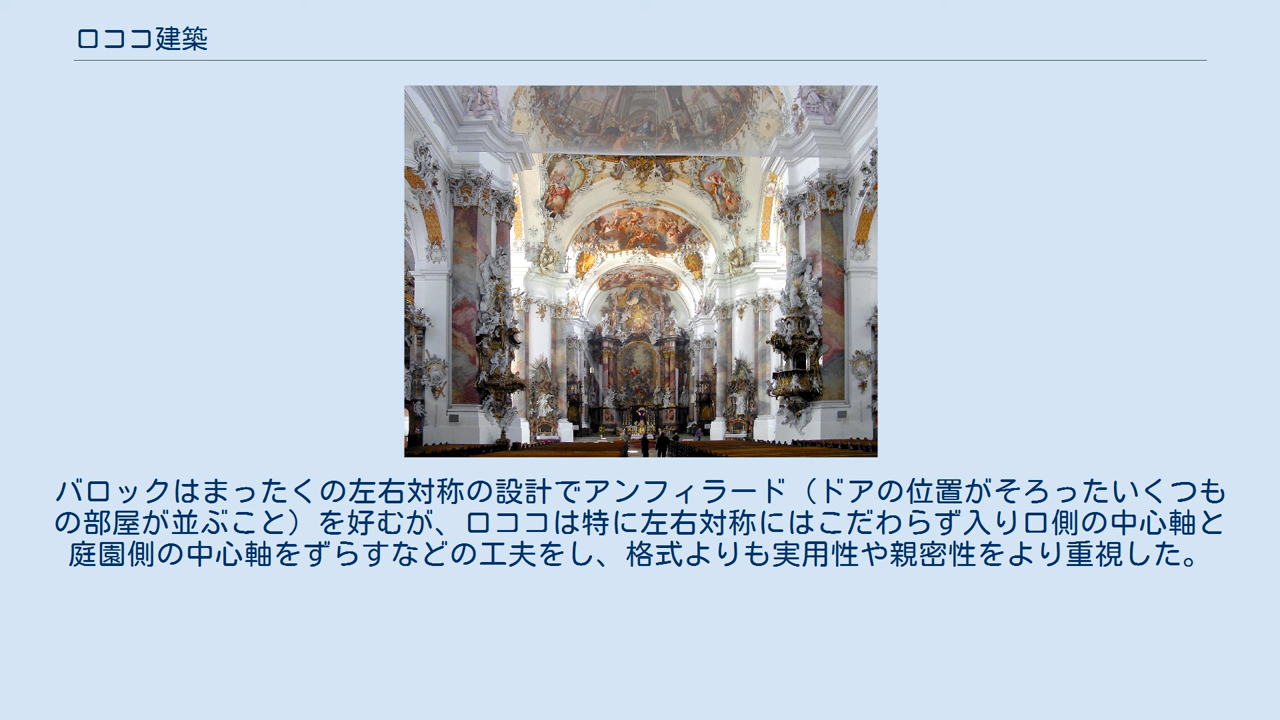 ロココ建築
バロックはまったくの左右対称の設計でアンフィラード（ドアの位置がそろったいくつも
の部屋が並ぶこと）を好むが、ロココは特に左右対称にはこだわらず入り口側の中心軸と
庭園側の中心軸をずらすなどの工夫をし、格式よりも実用性や親密性をより重視した。